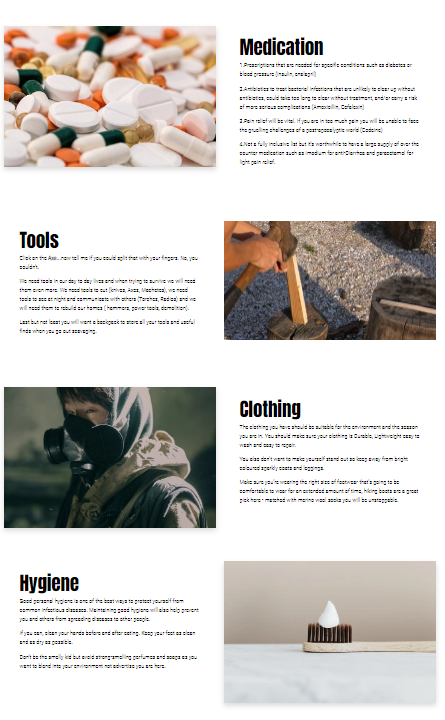 Medication
1.Prescriptions that are needed for specific conditions such as diabetes or
blood pressure (Insulin, enalapril)
2.Antibiotics to treat bacterial infections that are unlikely to clear up without
antibiotics, could take too long to clear without treatment, and/or carry a risk
of more serious complications (Amoxicillin, Cefalexin)
3.Pain relief will be vital. If you are in too much pain you will be unable to face
the gruelling challenges of a postapocalyptic world (Codeine)
4.Not a fully inclusive list but it's worthwhile to have a large supply of over the
counter medication such as Imodium for anti-Diarrhea and paracetamol for
light pain relief.
Tools
Click on the Axe...now tell me if you could split that with your fingers. No, you
couldn't.
We need tools in our day to day lives and when trying to survive we will need
them even more. We need tools to cut (knives, Axes, Machetes), we need
tools to see at night and communicate with others (Torches, Radios) and we
will need them to rebuild our homes ( hammers, power tools, demolition).
Last but not least you will want a backpack to store all your tools and useful
finds when you go out scavaging.
Clothing
The clothing you have should be suitable for the environment and the season
you are in. You should make sure your clothing is Durable, Lightweight easy to
wash and easy to repair.
You also don't want to make yourself stand out so keep away from bright
coloured sparkly coats and leggings.
Make sure you're wearing the right size of footwear that's going to be
comfortable to wear for an extended amount of time, hiking boots are a great
pick here - matched with merino wool socks you will be unstoppable.
Hygiene
Good personal hygiene is one of the best ways to protect yourself from
common infectious diseases. Maintaining good hygiene will also help prevent
you and others from spreading diseases to other people.
If you can, clean your hands before and after eating. Keep your feet as clean
and as dry as possible.
Don't be the smelly kid but avoid strong-smelling perfumes and soaps as you
want to blend into your environment not advertise you are here.